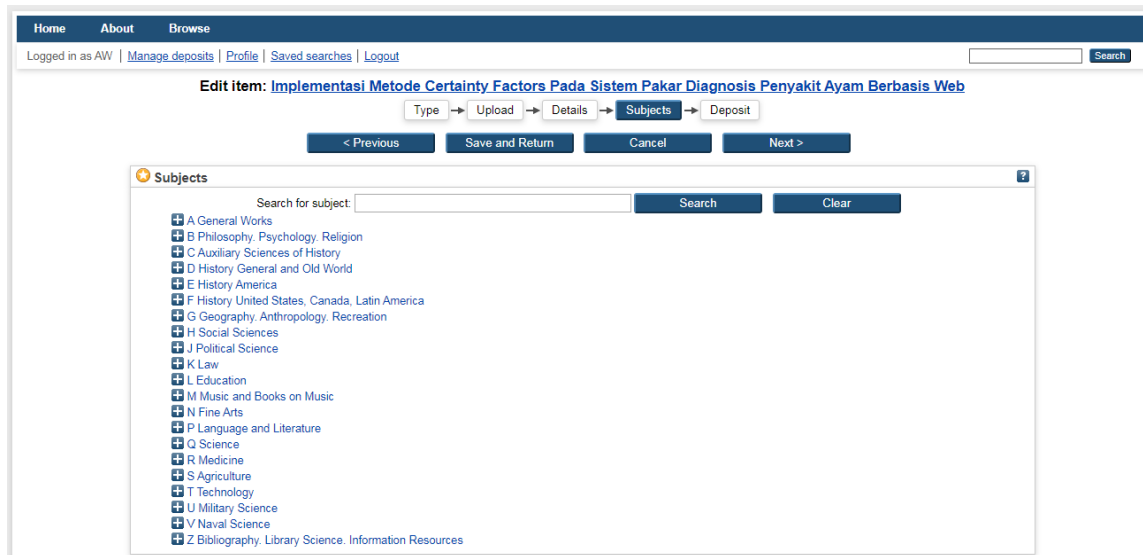 Home About Browse
Logged in as AW | Manage deposits | Profile | Saved searches | Logout Search
Edit item: Implementasi Metode Certainty Factors Pada Sistem Pakar Diagnosis Penyakit Ayam Berbasis Web
Type → Upload → Details → Subjects → Deposit
< Previous Save and Return Cancel Next >
Subjects ?
Search for subject: Search Clear
A General Works
B Philosophy. Psychology. Religion
C Auxiliary Sciences of History
D History General and Old World
E History America
F History United States, Canada, Latin America
G Geography. Anthropology. Recreation
H Social Sciences
J Political Science
K Law
L Education
M Music and Books on Music
N Fine Arts
P Language and Literature
Q Science
R Medicine
S Agriculture
T Technology
U Military Science
V Naval Science
Z Bibliography. Library Science. Information Resources